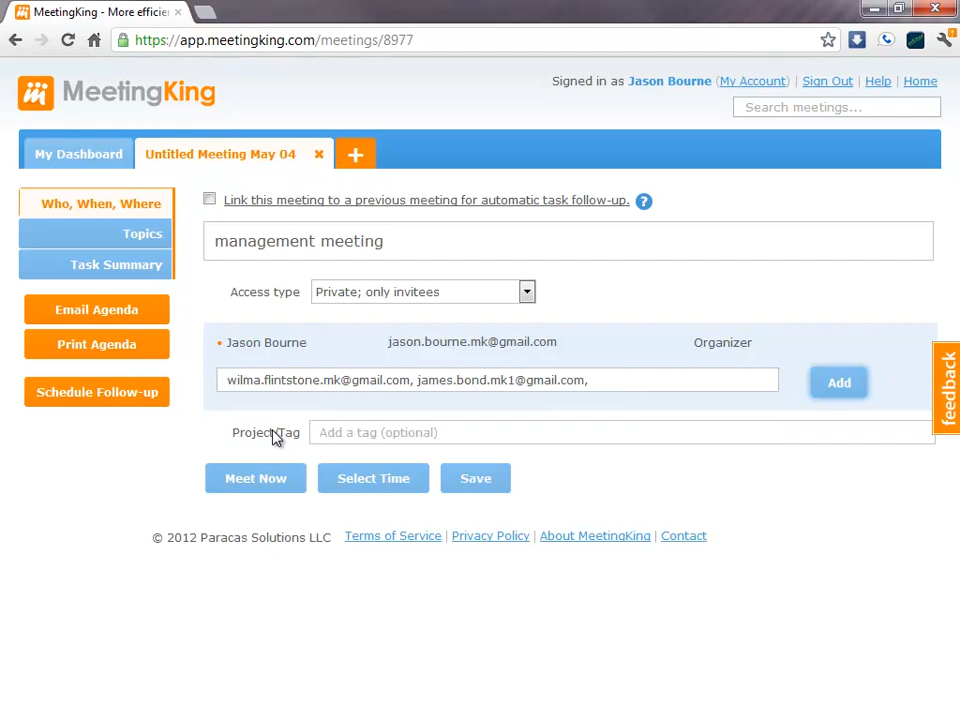 MeetingKing - More efficie
https://app.meetingking.com/meetings/8977
MeetingKing
Signed in as Jason Bourne (My Account) | Sign Out | Help | Home
Search meetings...
My Dashboard
Untitled Meeting May 04
Who, When, Where
Topics
Task Summary
Email Agenda
Print Agenda
Schedule Follow-up
Link this meeting to a previous meeting for automatic task follow-up. ?
management meeting
Access type Private; only invitees
Jason Bourne jason.bourne.mk@gmail.com Organizer
wilma.flintstone.mk@gmail.com, james.bond.mk1@gmail.com, Add
Project/Tag Add a tag (optional)
Meet Now Select Time Save
feedback
© 2012 Paracas Solutions LLC Terms of Service | Privacy Policy | About MeetingKing | Contact